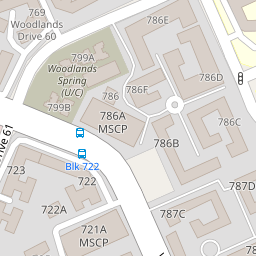 769
Woodlands
Drive 60
786E
799A
Woodlands
Spring
(U/C)
786D
786
786F
799B
786A
MSCP
786C
Drive 61
786B
Blk 722
723
722
787D
722A
787C
721A
MSCP